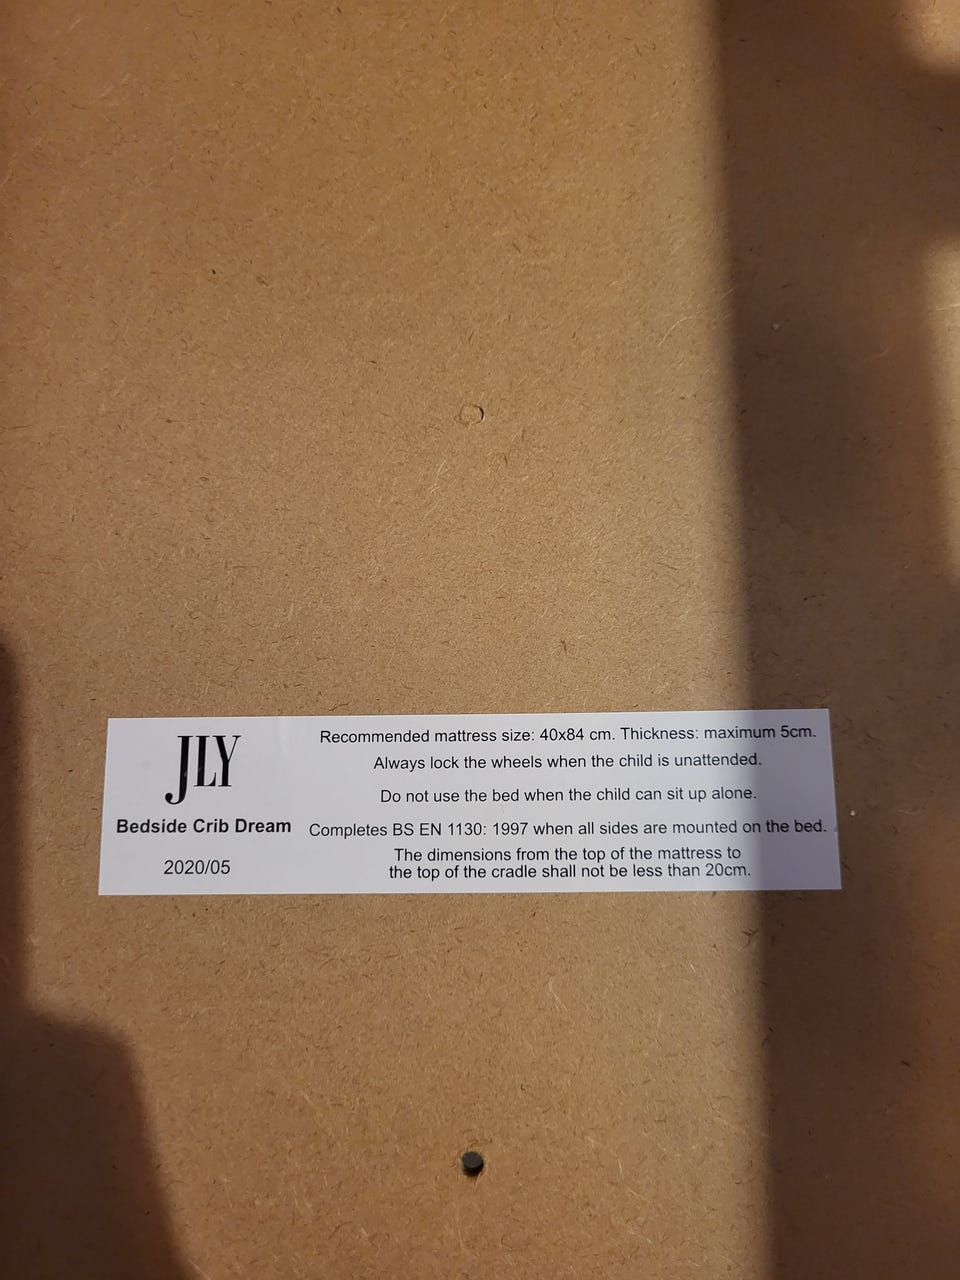 JLY
Bedside Crib Dream
2020/05
Recommended mattress size: 40x84 cm. Thickness: maximum 5cm.
Always lock the wheels when the child is unattended.
Do not use the bed when the child can sit up alone.
Completes BS EN 1130: 1997 when all sides are mounted on the bed.
The dimensions from the top of the mattress to
the top of the cradle shall not be less than 20cm.